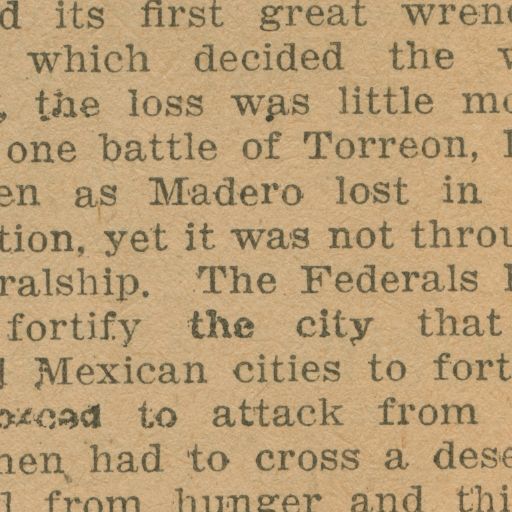 d its first great wrenc
which decided the w
, the loss was little mo
one battle of Torreon,
en as Madero lost in
tion, yet it was not throu
ralship. The Federals
fortify the city that
Mexican cities to fort
orced to attack from
men had to cross a dese
from hunger and thi